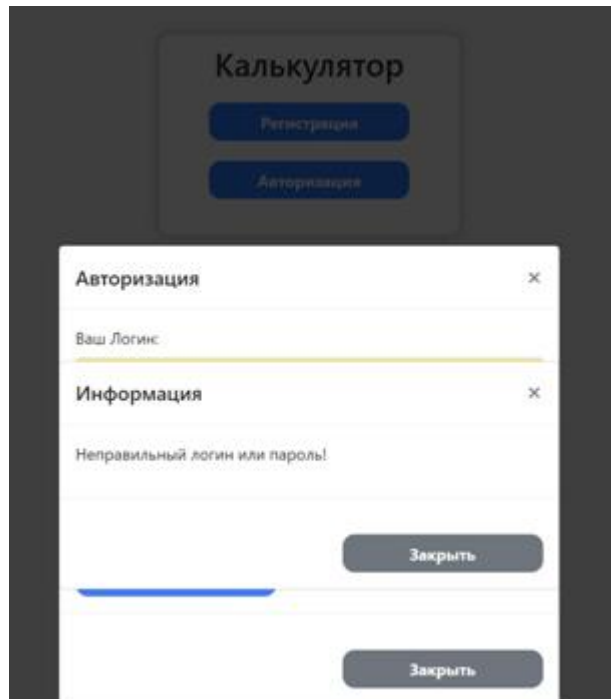 Калькулятор
Регистрация
Авторизация
Авторизация ×
Ваш Логин:
Информация ×
Неправильный логин или пароль!
Закрыть
Закрыть